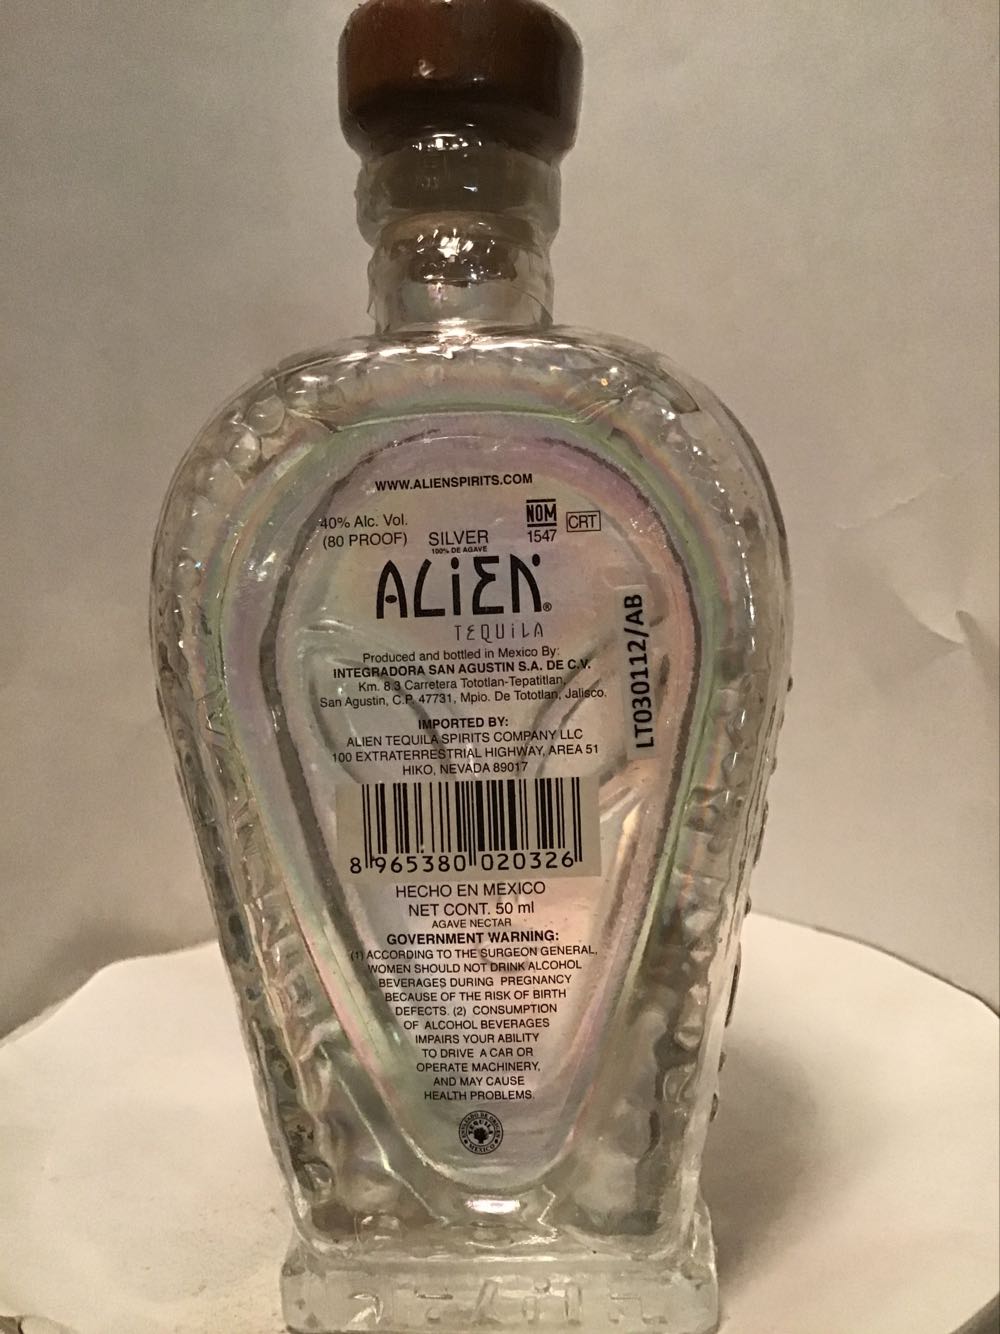 WWW.ALIENSPIRITS.COM
40% Alc. Vol.
(80 PROOF)
SILVER
100% DE AGAVE
NOM
1547
CRT
ALiEN®
TEQUiLA
Produced and bottled in Mexico By:
INTEGRADORA SAN AGUSTIN S.A. DE C.V.
Km. 8.3 Carretera Tototlan-Tepatitlan,
San Agustin, C.P. 47731, Mpio. De Tototlan, Jalisco.
LT030112/AB
IMPORTED BY:
ALIEN TEQUILA SPIRITS COMPANY LLC
100 EXTRATERRESTRIAL HIGHWAY, AREA 51
HIKO, NEVADA 89017
8 965380 020326
HECHO EN MEXICO
NET CONT. 50 ml
AGAVE NECTAR
GOVERNMENT WARNING:
(1) ACCORDING TO THE SURGEON GENERAL,
WOMEN SHOULD NOT DRINK ALCOHOL
BEVERAGES DURING PREGNANCY
BECAUSE OF THE RISK OF BIRTH
DEFECTS. (2) CONSUMPTION
OF ALCOHOL BEVERAGES
IMPAIRS YOUR ABILITY
TO DRIVE A CAR OR
OPERATE MACHINERY,
AND MAY CAUSE
HEALTH PROBLEMS.
TEQUILA
MEXICO